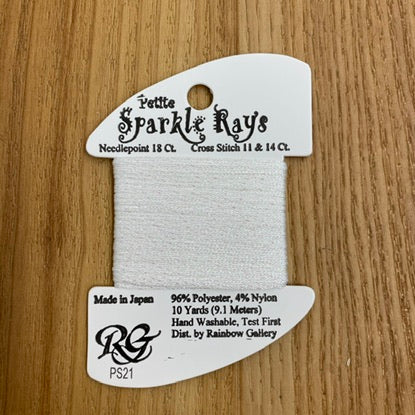 Petite
Sparkle Rays
Needlepoint 18 Ct. Cross Stitch 11 & 14 Ct.
Made in Japan
96% Polyester, 4% Nylon
10 Yards (9.1 Meters)
Hand Washable, Test First
Dist. by Rainbow Gallery
RG
PS21